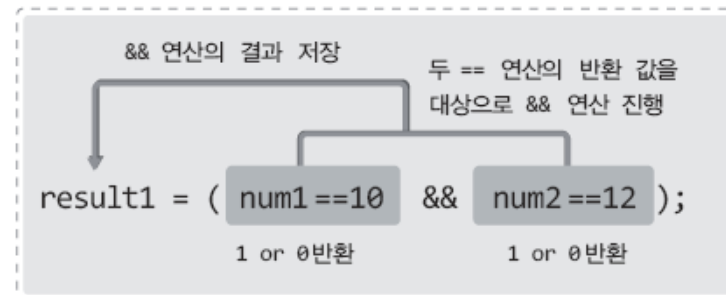 && 연산의 결과 저장
두 == 연산의 반환 값을
대상으로 && 연산 진행
result1 = ( num1==10 && num2==12 );
1 or 0반환 1 or 0반환